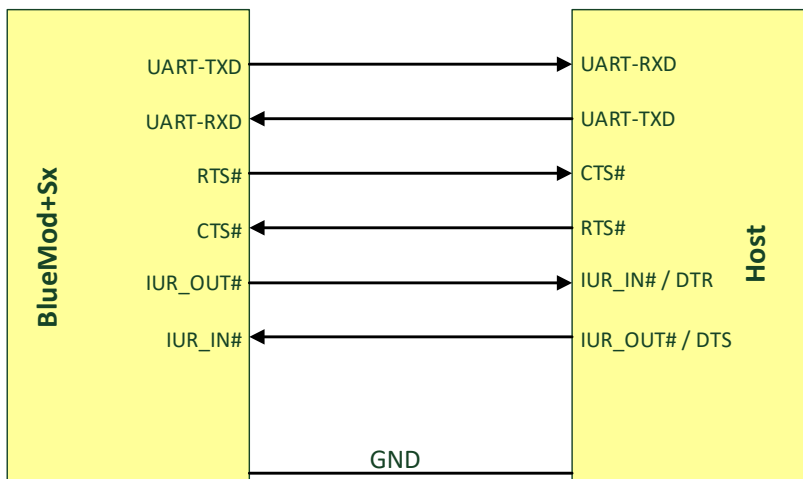 BlueMod+Sx
UART-TXD
UART-RXD
RTS#
CTS#
IUR_OUT#
IUR_IN#
GND
UART-RXD
UART-TXD
CTS#
RTS#
IUR_IN# / DTR
IUR_OUT# / DTS
Host